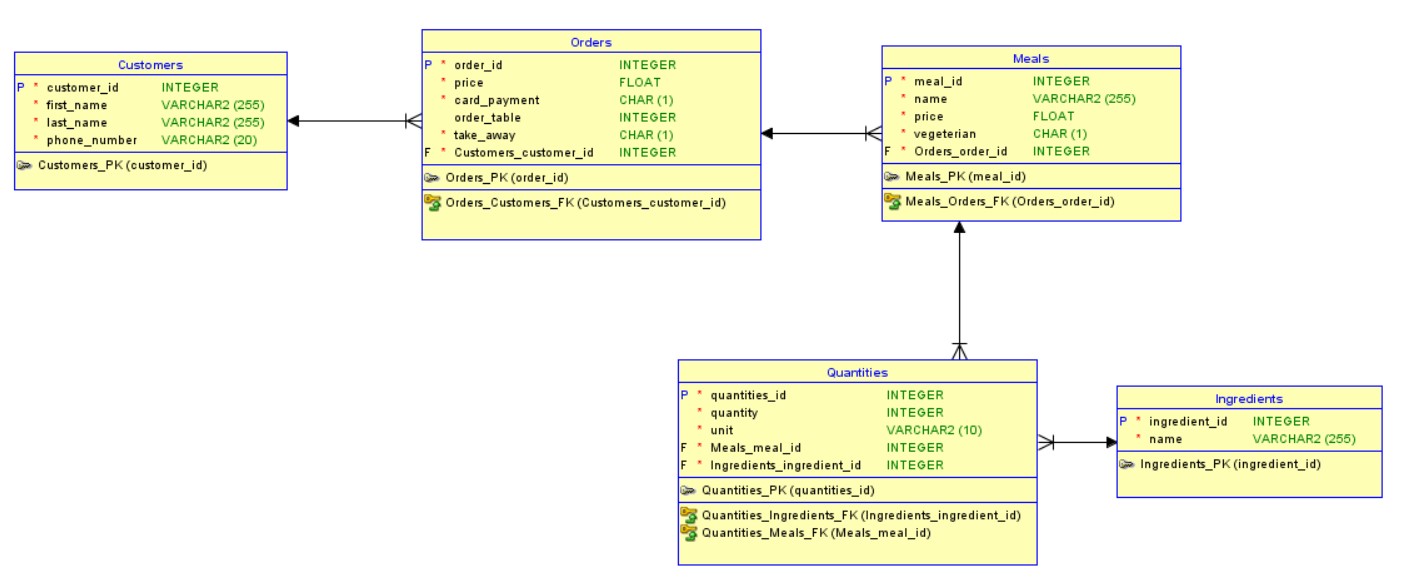 Customers
P * customer_id INTEGER
* first_name VARCHAR2 (255)
* last_name VARCHAR2 (255)
* phone_number VARCHAR2 (20)
Customers_PK (customer_id)
Orders
P * order_id INTEGER
* price FLOAT
* card_payment CHAR (1)
order_table INTEGER
* take_away CHAR (1)
F * Customers_customer_id INTEGER
Orders_PK (order_id)
Orders_Customers_FK (Customers_customer_id)
Meals
P * meal_id INTEGER
* name VARCHAR2 (255)
* price FLOAT
* vegeterian CHAR (1)
F * Orders_order_id INTEGER
Meals_PK (meal_id)
Meals_Orders_FK (Orders_order_id)
Quantities
P * quantities_id INTEGER
* quantity INTEGER
* unit VARCHAR2 (10)
F * Meals_meal_id INTEGER
F * Ingredients_ingredient_id INTEGER
Quantities_PK (quantities_id)
Quantities_Ingredients_FK (Ingredients_ingredient_id)
Quantities_Meals_FK (Meals_meal_id)
Ingredients
P * ingredient_id INTEGER
* name VARCHAR2 (255)
Ingredients_PK (ingredient_id)